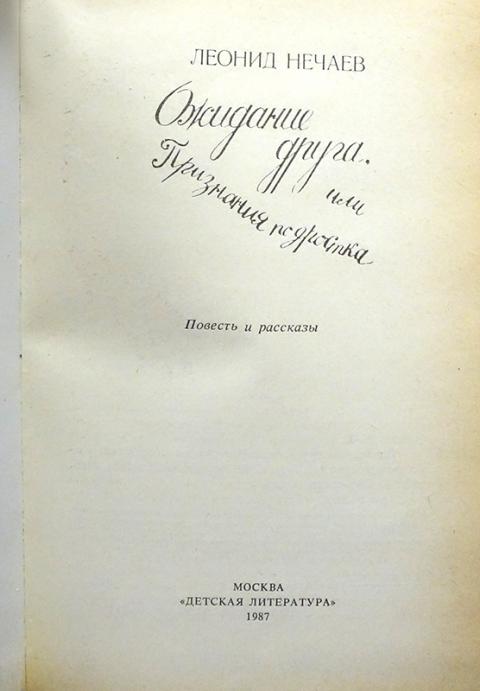 ЛЕОНИД НЕЧАЕВ
Ожидание
друга.
или
Признания подростка
Повесть и рассказы
МОСКВА
«ДЕТСКАЯ ЛИТЕРАТУРА»
1987